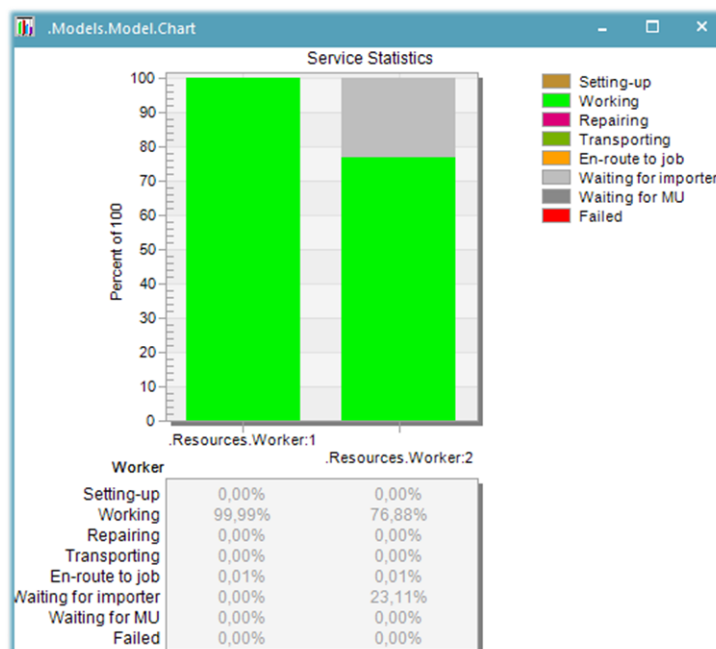 .Models.Model.Chart
Service Statistics
100
90
80
70
60
50
40
30
20
10
0
Percent of 100
Setting-up
Working
Repairing
Transporting
En-route to job
Waiting for importer
Waiting for MU
Failed
.Resources.Worker:1
.Resources.Worker:2
Worker
Setting-up 0,00% 0,00%
Working 99,99% 76,88%
Repairing 0,00% 0,00%
Transporting 0,00% 0,00%
En-route to job 0,01% 0,01%
Waiting for importer 0,00% 23,11%
Waiting for MU 0,00% 0,00%
Failed 0,00% 0,00%